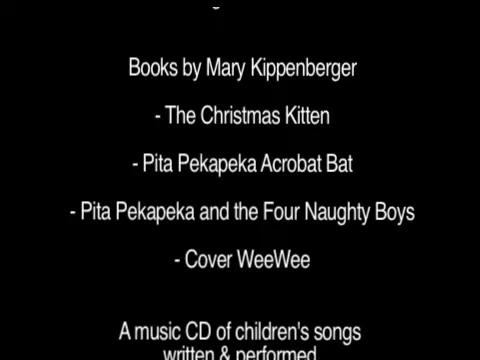 Books by Mary Kippenberger
- The Christmas Kitten
- Pita Pekapeka Acrobat Bat
- Pita Pekapeka and the Four Naughty Boys
- Cover WeeWee
A music CD of children's songs
written & performed